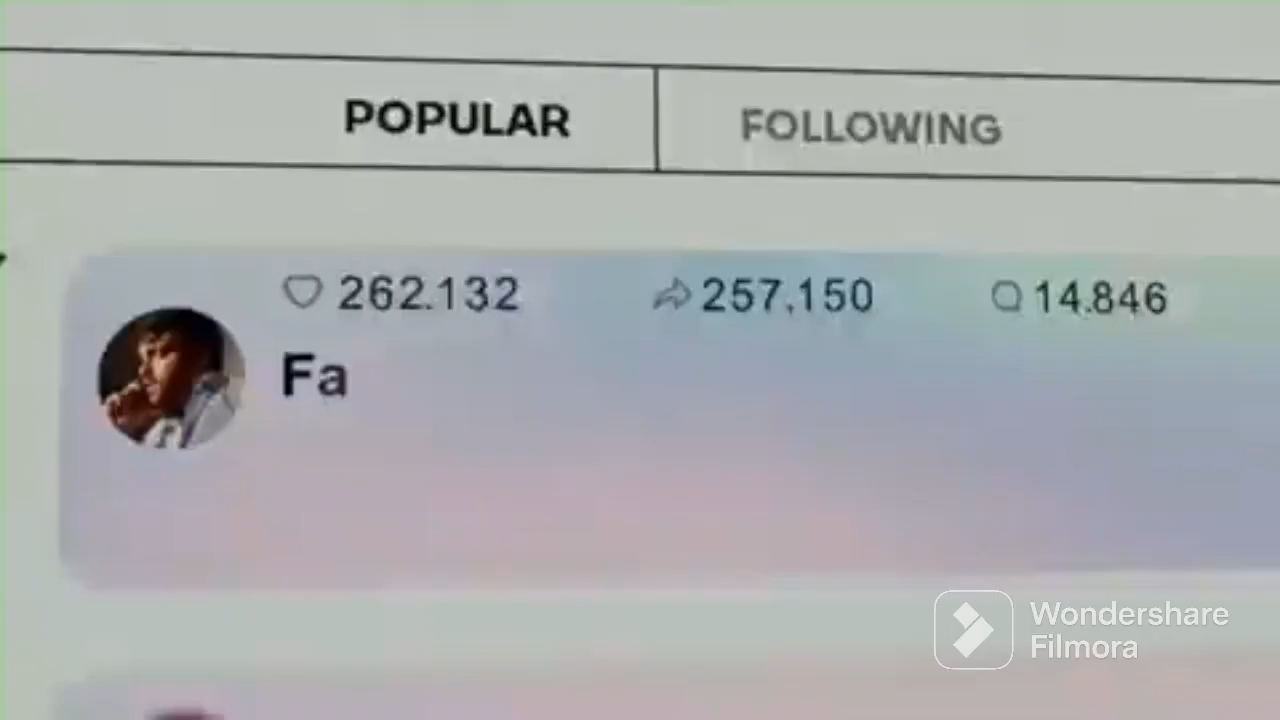 POPULAR
FOLLOWING
262.132
257.150
14.846
Fa
Wondershare
Filmora